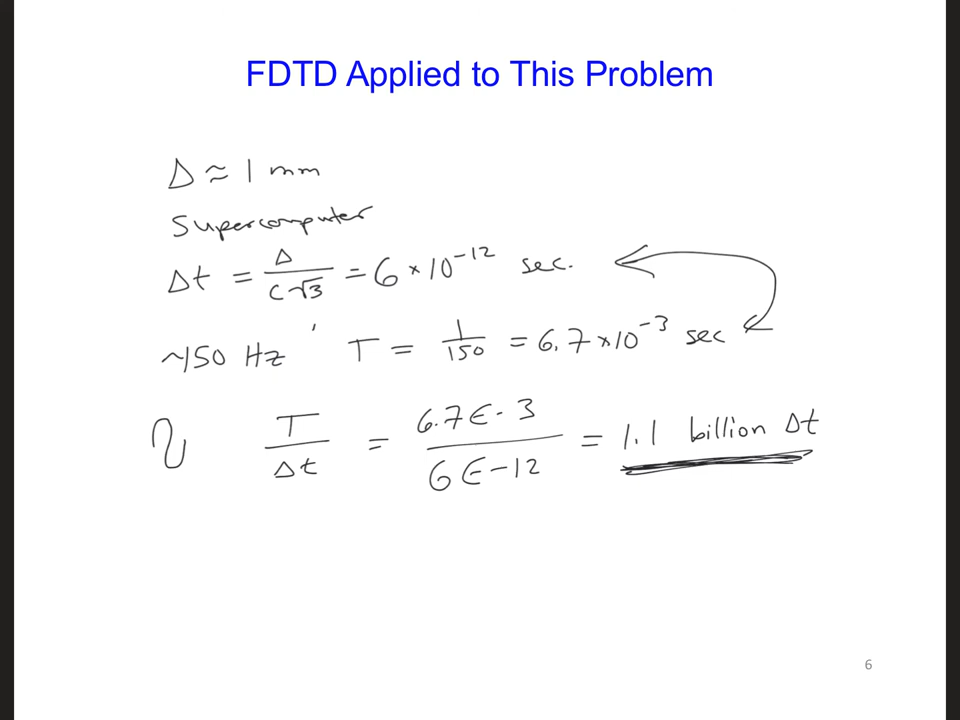 FDTD Applied to This Problem
Δ ≈ 1 mm
Supercomputer
Δt = Δ / (c√3) = 6 × 10^-12 sec.
~150 Hz , T = 1/150 = 6.7 × 10^-3 sec
T/Δt = 6.7E-3 / 6E-12 = 1.1 billion Δt
6